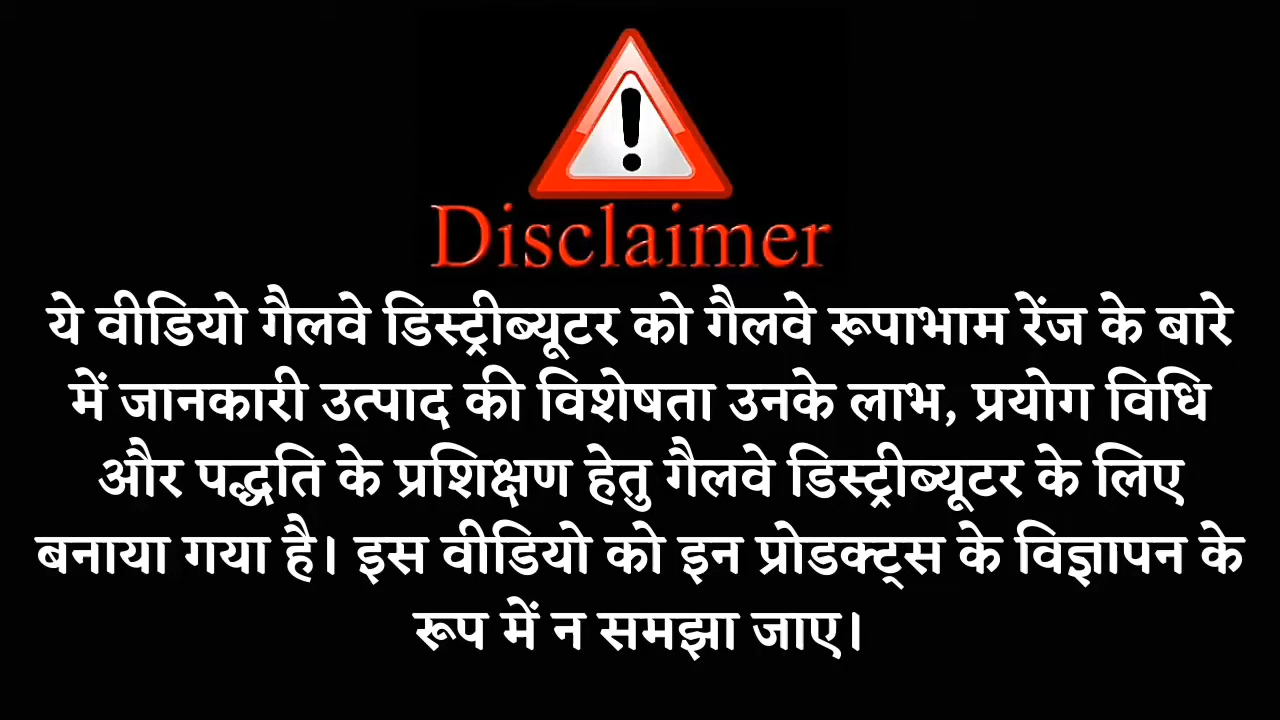 Disclaimer
ये वीडियो गैलवे डिस्ट्रीब्यूटर को गैलवे रूपाभाम रेंज के बारे
में जानकारी उत्पाद की विशेषता उनके लाभ, प्रयोग विधि
और पद्धति के प्रशिक्षण हेतु गैलवे डिस्ट्रीब्यूटर के लिए
बनाया गया है। इस वीडियो को इन प्रोडक्ट्स के विज्ञापन के
रूप में न समझा जाए।